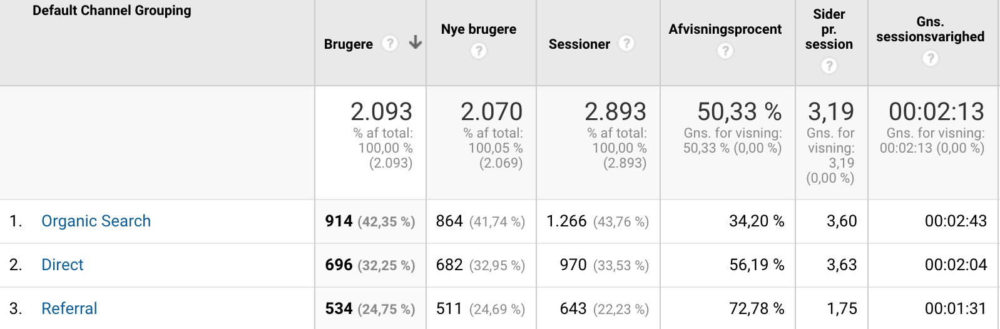 Default Channel Grouping
Brugere ? ↓
Nye brugere
?
Sessioner ?
Afvisningsprocent
?
Sider
pr.
session
?
Gns.
sessionsvarighed
?
2.093
% af total:
100,00 %
(2.093)
2.070
% af total:
100,05 %
(2.069)
2.893
% af total:
100,00 %
(2.893)
50,33 %
Gns. for visning:
50,33 % (0,00 %)
3,19
Gns. for
visning:
3,19
(0,00 %)
00:02:13
Gns. for visning:
00:02:13 (0,00 %)
1. Organic Search 914 (42,35 %) 864 (41,74 %) 1.266 (43,76 %) 34,20 % 3,60 00:02:43
2. Direct 696 (32,25 %) 682 (32,95 %) 970 (33,53 %) 56,19 % 3,63 00:02:04
3. Referral 534 (24,75 %) 511 (24,69 %) 643 (22,23 %) 72,78 % 1,75 00:01:31